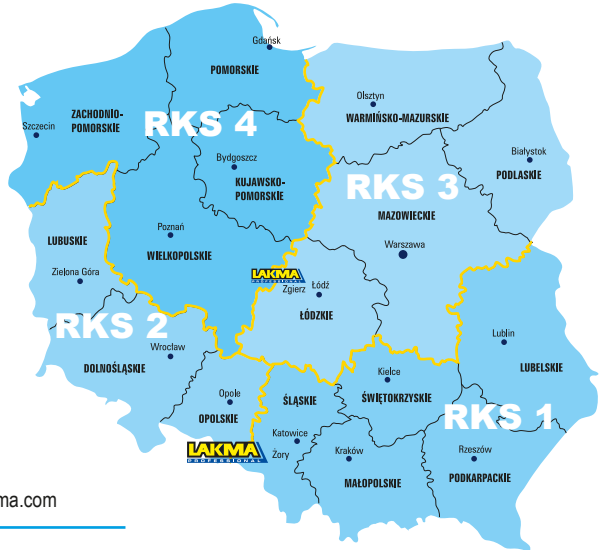 Gdańsk
POMORSKIE
Olsztyn
WARMIŃSKO-MAZURSKIE
ZACHODNIO-
POMORSKIE
Szczecin
RKS 4
Bydgoszcz
KUJAWSKO-
POMORSKIE
Białystok
PODLASKIE
RKS 3
MAZOWIECKIE
Warszawa
LUBUSKIE
Zielona Góra
Poznań
WIELKOPOLSKIE
LAKMA
PROFESSIONAL
Zgierz
Łódź
ŁÓDZKIE
RKS 2
Wrocław
DOLNOŚLĄSKIE
Lublin
LUBELSKIE
Opole
OPOLSKIE
ŚLĄSKIE
Kielce
ŚWIĘTOKRZYSKIE
RKS 1
LAKMA
PROFESSIONAL
Katowice
Żory
Kraków
MAŁOPOLSKIE
Rzeszów
PODKARPACKIE
ma.com